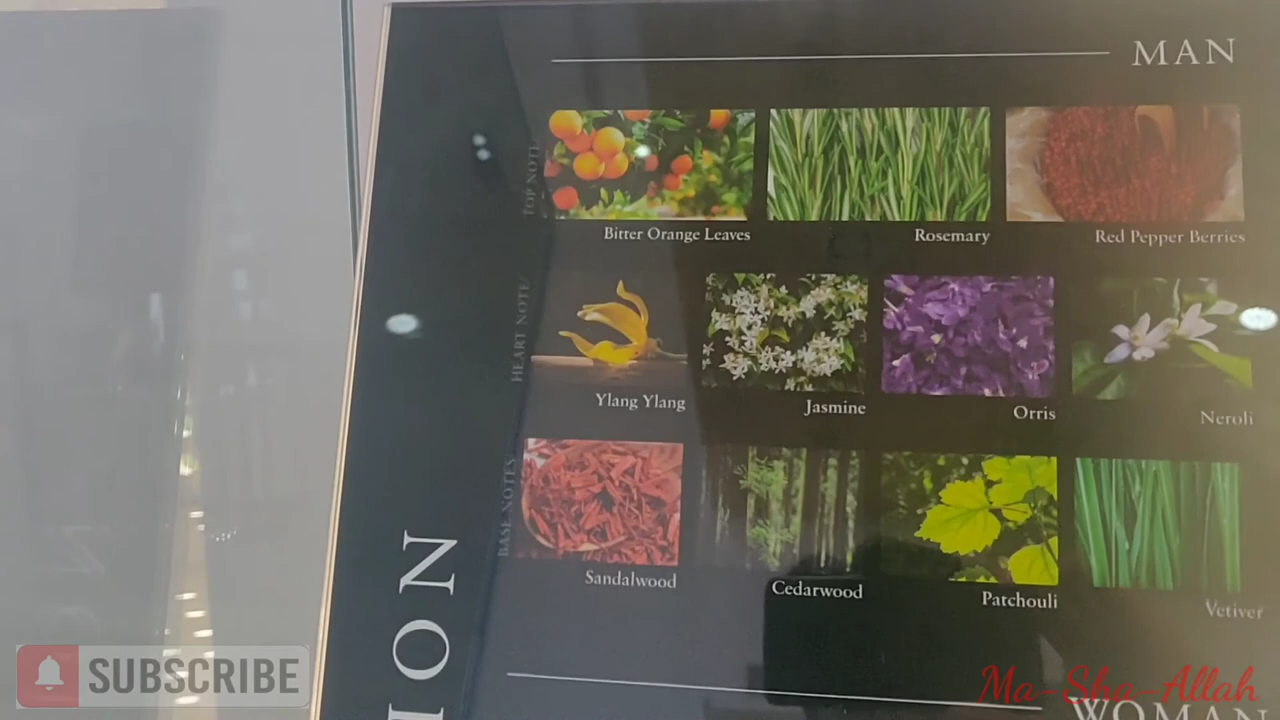 MAN
TOP NOTE
Bitter Orange Leaves
Rosemary
Red Pepper Berries
HEART NOTE
Ylang Ylang
Jasmine
Orris
Neroli
BASE NOTES
Sandalwood
Cedarwood
Patchouli
Vetiver
ION
SUBSCRIBE
Ma-Sha-Allah
WOMAN